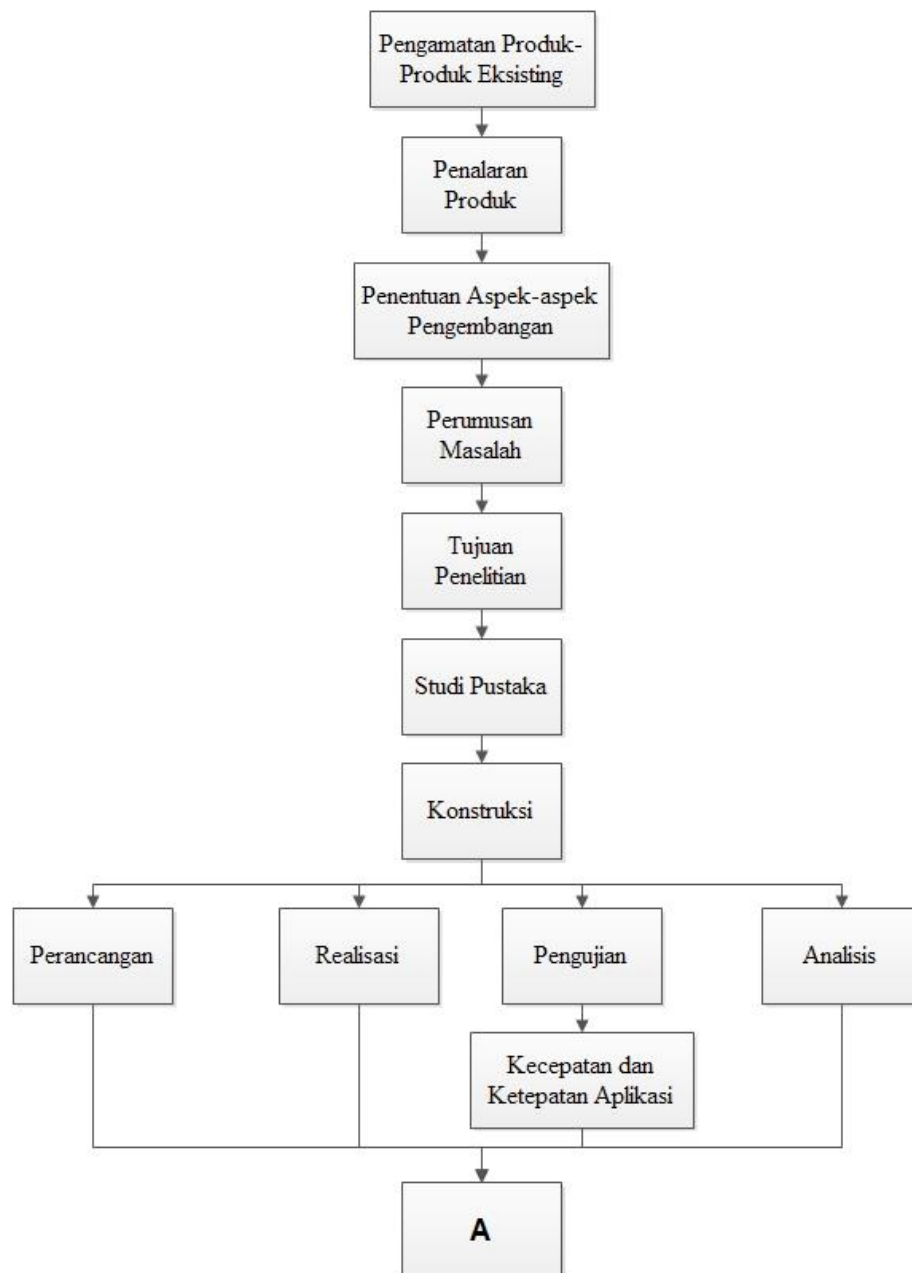 Pengamatan Produk-
Produk Eksisting
Penalaran
Produk
Penentuan Aspek-aspek
Pengembangan
Perumusan
Masalah
Tujuan
Penelitian
Studi Pustaka
Konstruksi
Perancangan
Realisasi
Pengujian
Analisis
Kecepatan dan
Ketepatan Aplikasi
A